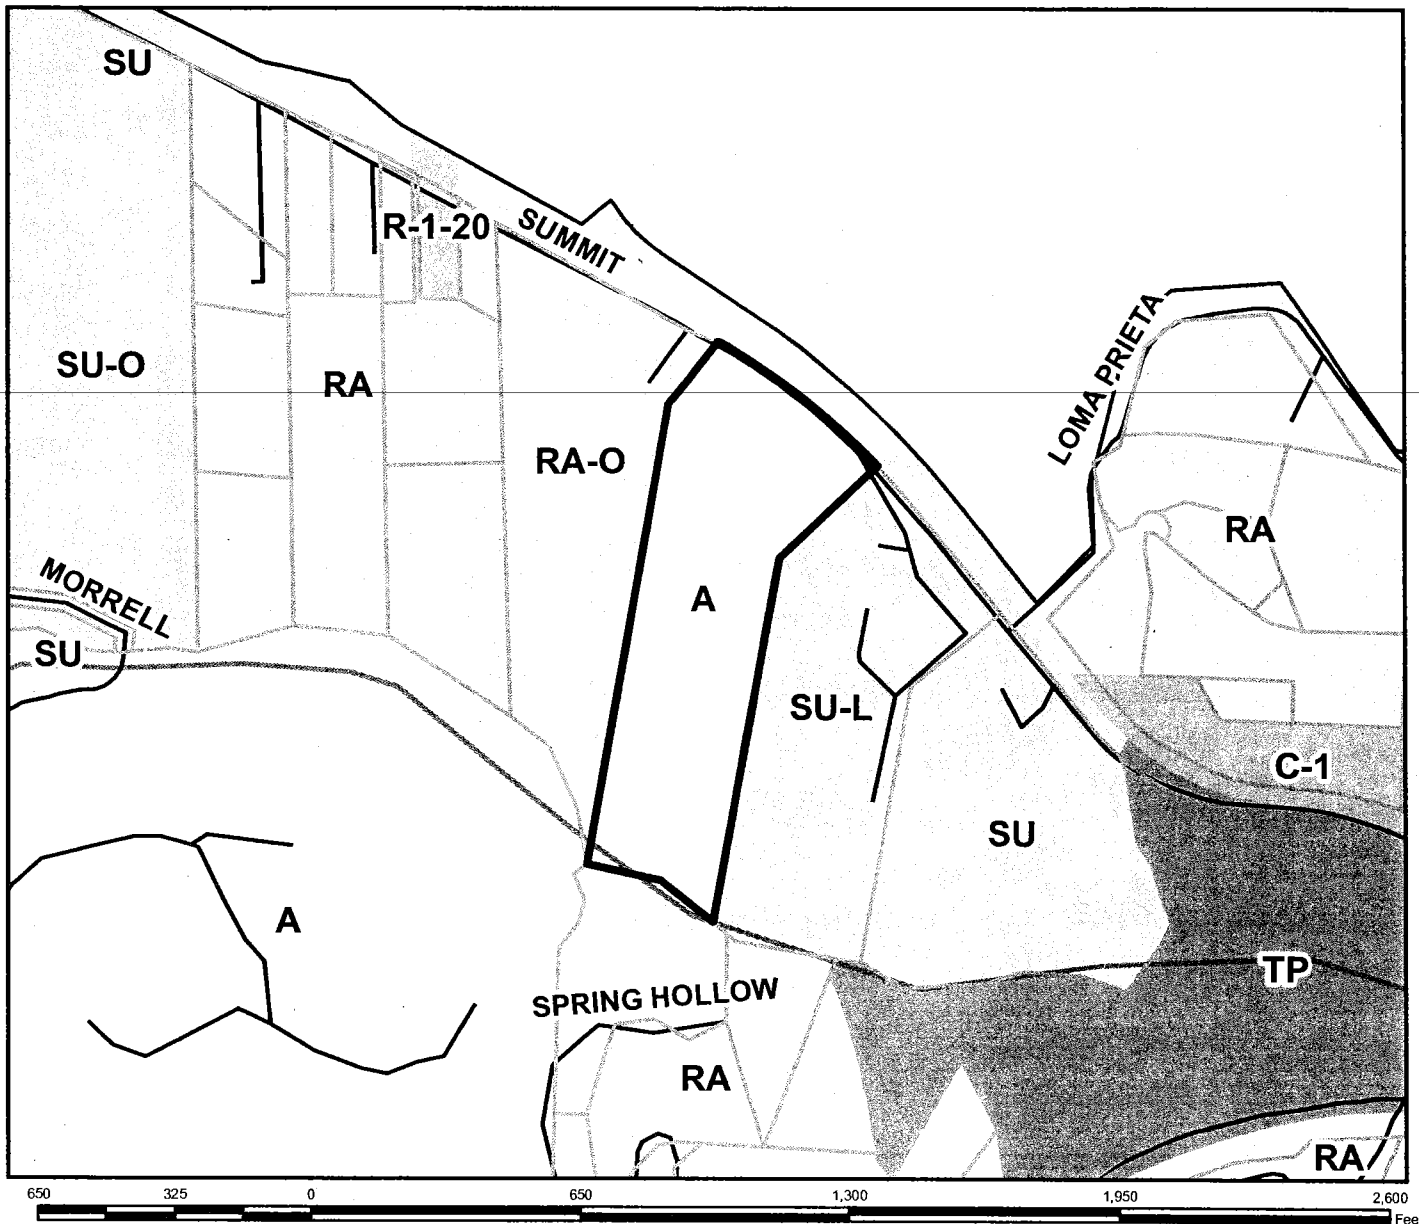 SU
R-1-20
SUMMIT
LOMA PRIETA
SU-O
RA
RA-O
RA
MORRELL
A
SU
SU-L
C-1
SU
A
TP
SPRING HOLLOW
RA
RA
650 325 0 650 1,300 1,950 2,600
Fee